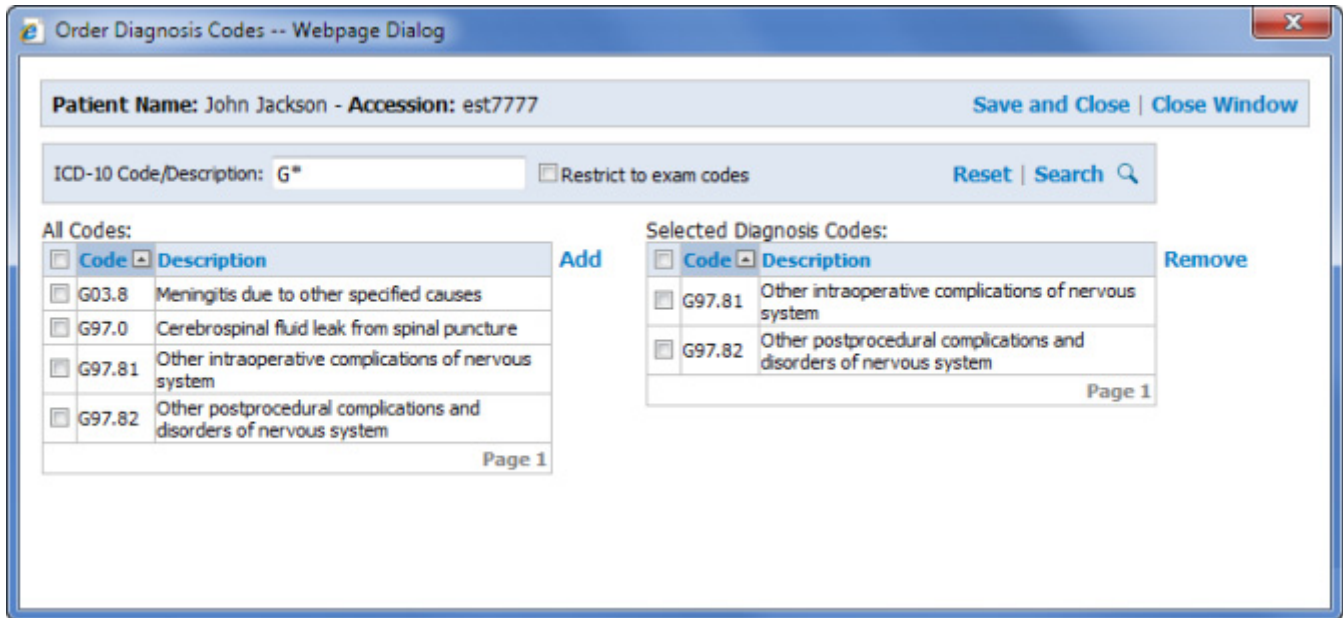 Order Diagnosis Codes -- Webpage Dialog
Patient Name: John Jackson - Accession: est7777 Save and Close | Close Window
ICD-10 Code/Description: G* Restrict to exam codes Reset | Search
All Codes:
Code Description Add
G03.8 Meningitis due to other specified causes
G97.0 Cerebrospinal fluid leak from spinal puncture
G97.81 Other intraoperative complications of nervous
system
G97.82 Other postprocedural complications and
disorders of nervous system
Page 1
Selected Diagnosis Codes:
Code Description Remove
G97.81 Other intraoperative complications of nervous
system
G97.82 Other postprocedural complications and
disorders of nervous system
Page 1